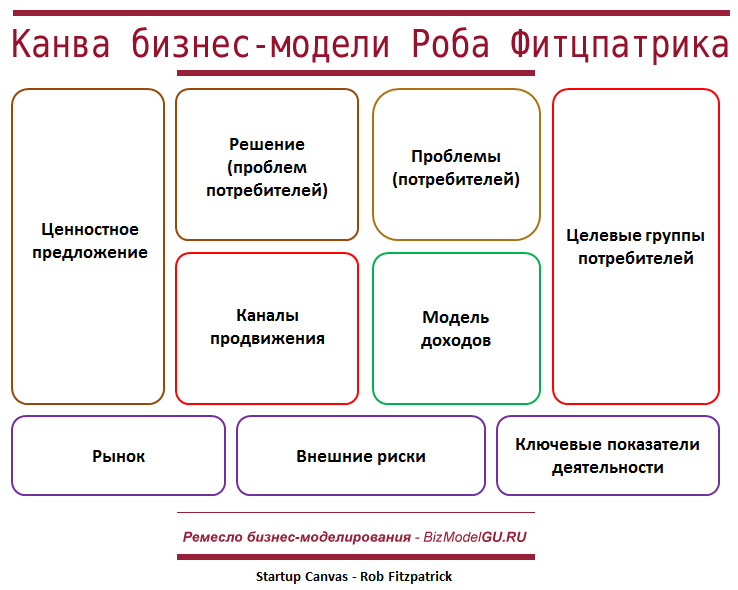 Канва бизнес-модели Роба Фитцпатрика
Ценностное
предложение
Решение
(проблем
потребителей)
Проблемы
(потребителей)
Целевые группы
потребителей
Каналы
продвижения
Модель
доходов
Рынок
Внешние риски
Ключевые показатели
деятельности
Ремесло бизнес-моделирования - BizModelGU.RU
Startup Canvas - Rob Fitzpatrick